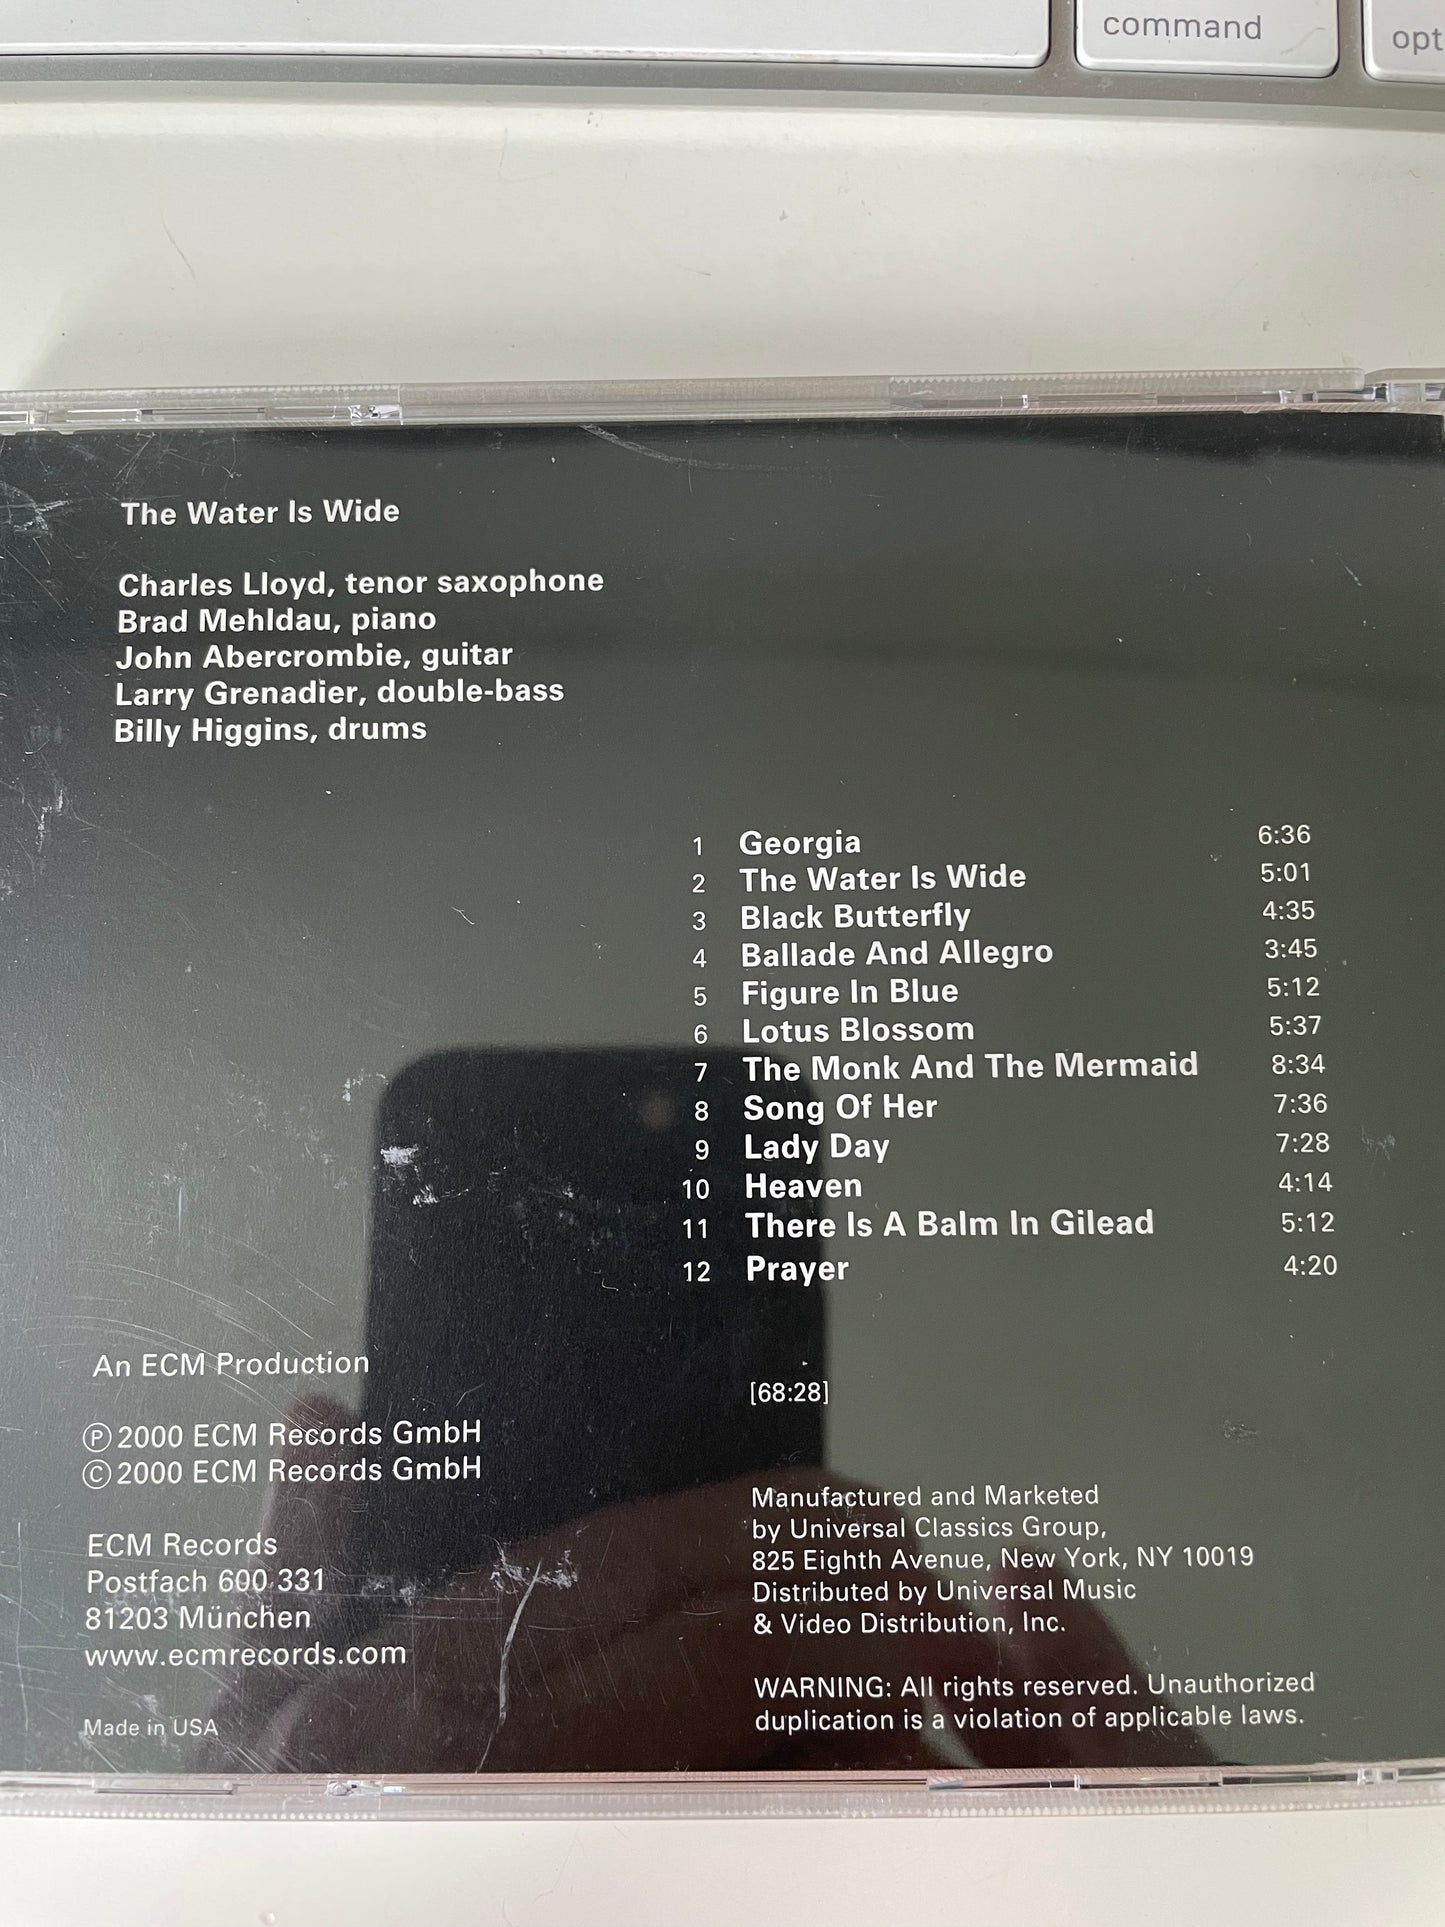 command
opt
The Water Is Wide
Charles Lloyd, tenor saxophone
Brad Mehldau, piano
John Abercrombie, guitar
Larry Grenadier, double-bass
Billy Higgins, drums
1 Georgia 6:36
2 The Water Is Wide 5:01
3 Black Butterfly 4:35
4 Ballade And Allegro 3:45
5 Figure In Blue 5:12
6 Lotus Blossom 5:37
7 The Monk And The Mermaid 8:34
8 Song Of Her 7:36
9 Lady Day 7:28
10 Heaven 4:14
11 There Is A Balm In Gilead 5:12
12 Prayer 4:20
[68:28]
An ECM Production
Ⓟ 2000 ECM Records GmbH
© 2000 ECM Records GmbH
ECM Records
Postfach 600 331
81203 München
www.ecmrecords.com
Made in USA
Manufactured and Marketed
by Universal Classics Group,
825 Eighth Avenue, New York, NY 10019
Distributed by Universal Music
& Video Distribution, Inc.
WARNING: All rights reserved. Unauthorized
duplication is a violation of applicable laws.